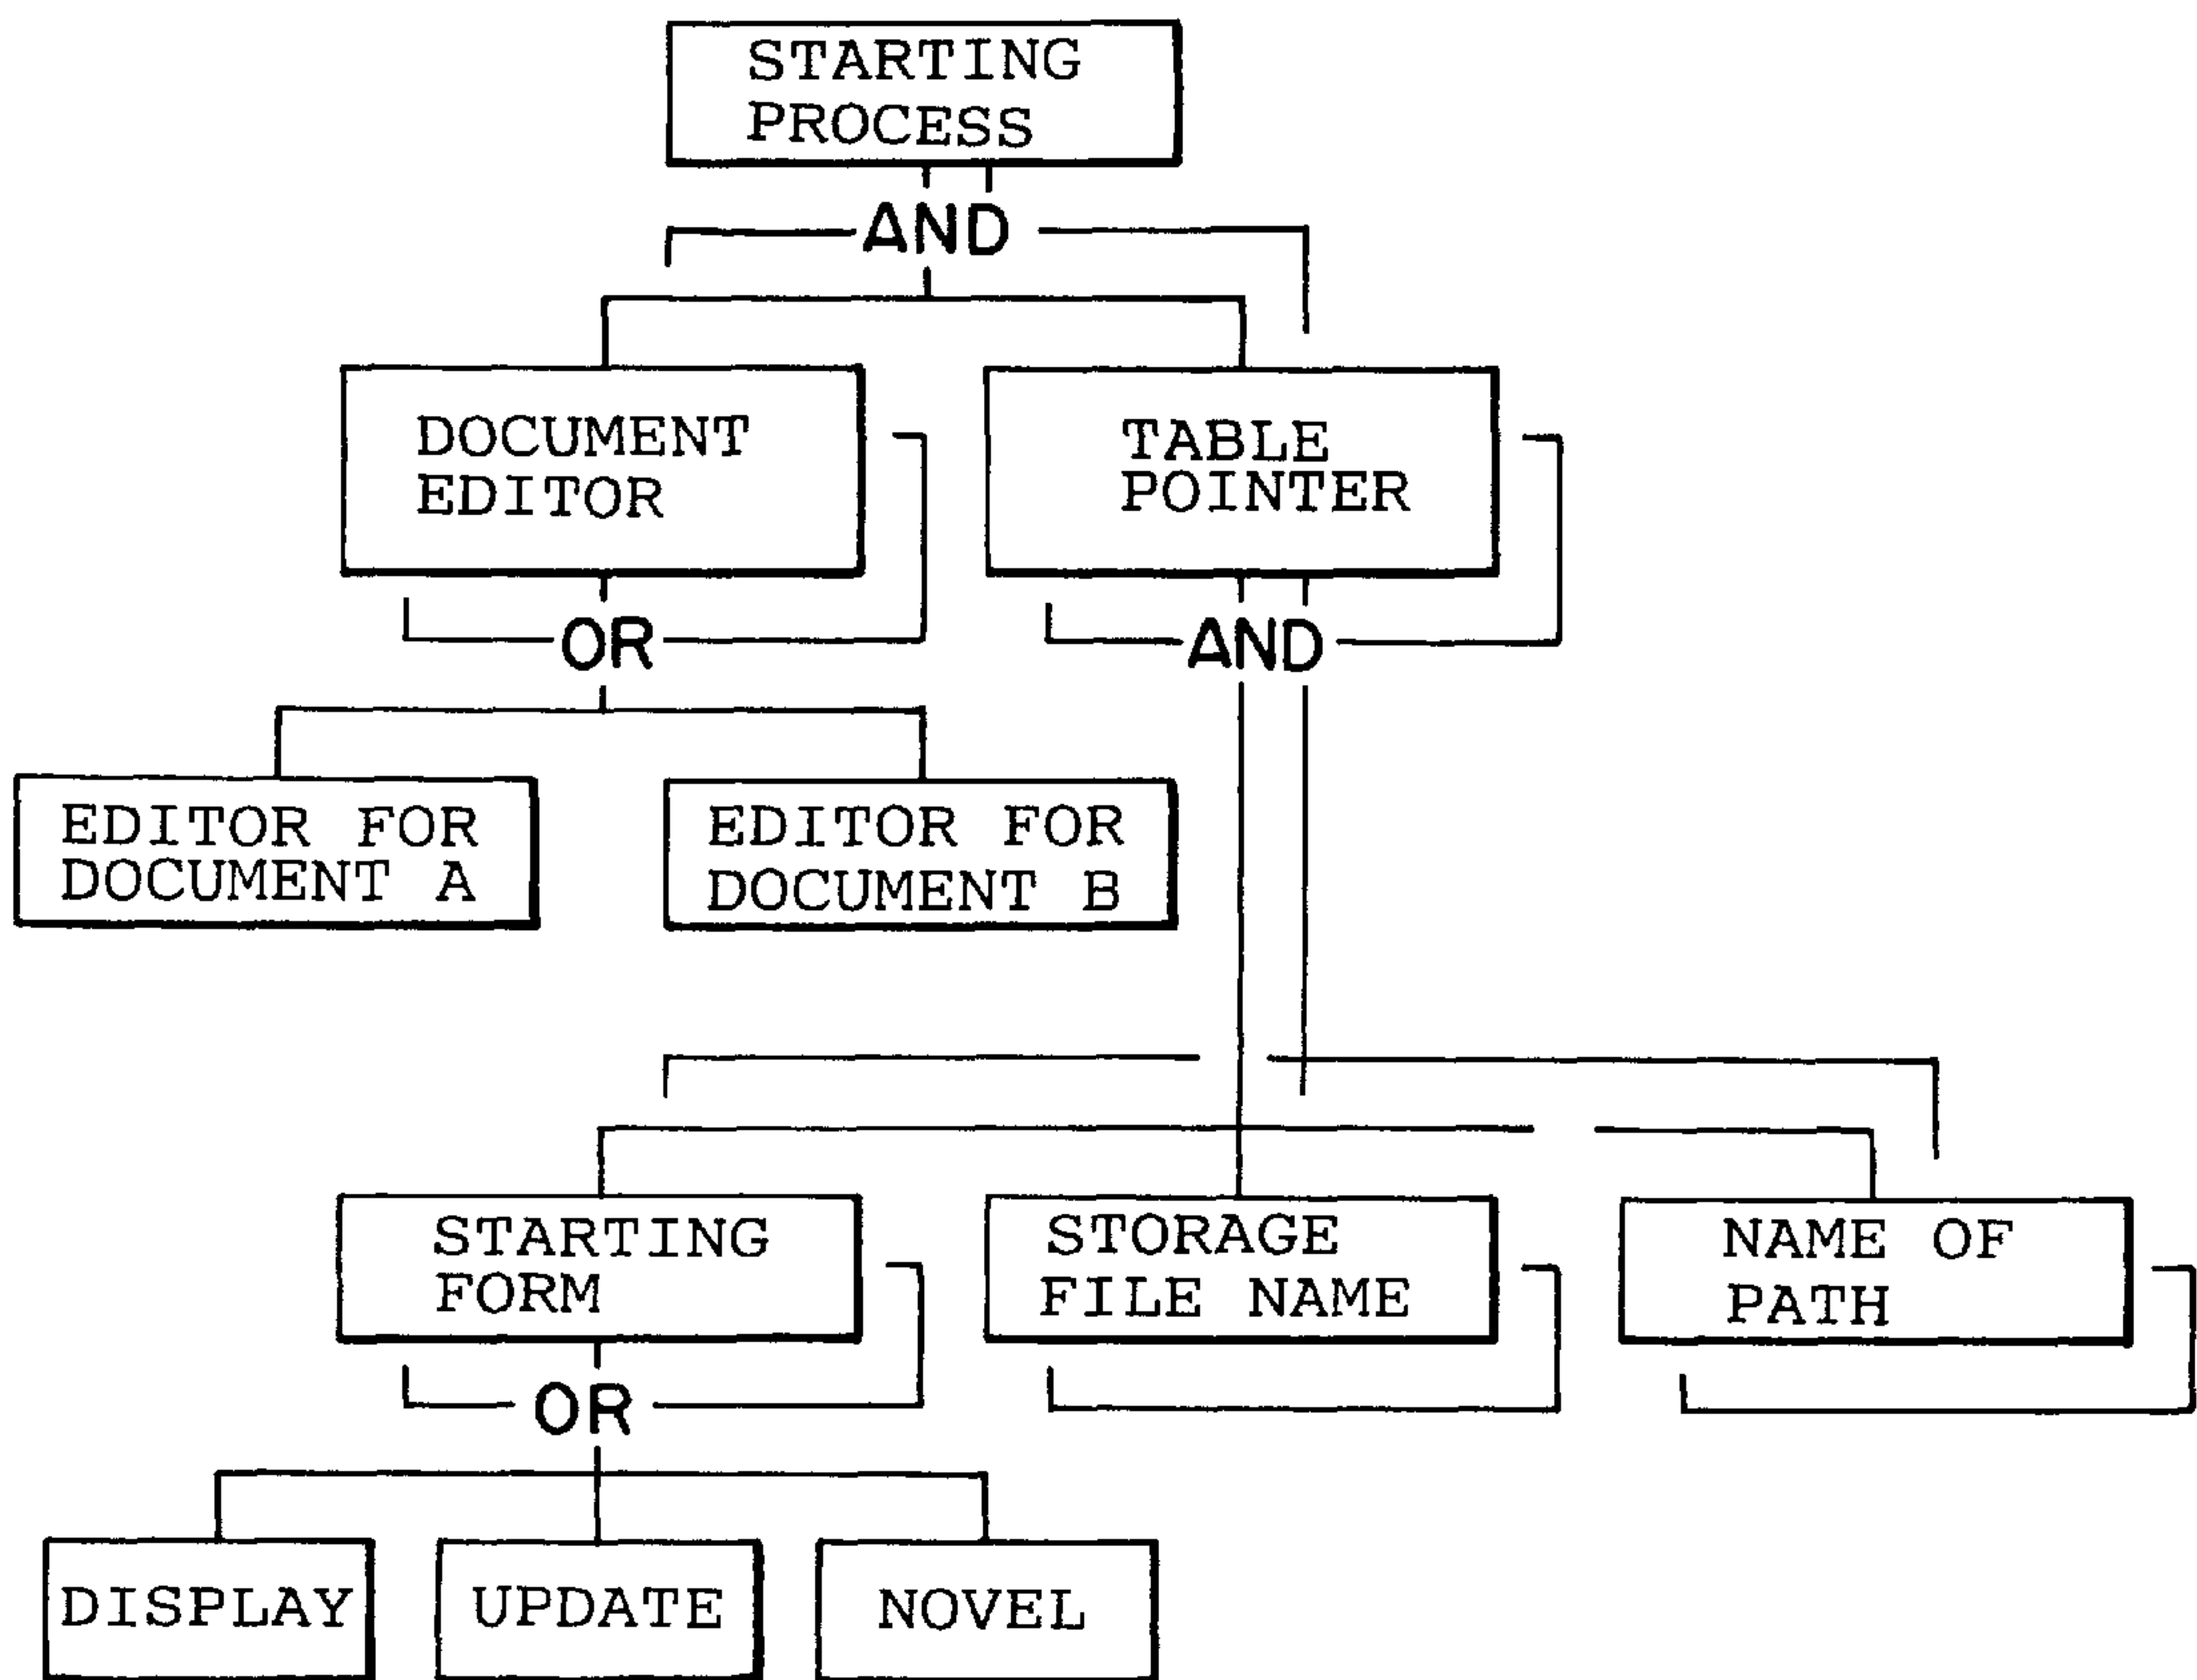 STARTING
PROCESS
AND
DOCUMENT
EDITOR
TABLE
POINTER
OR
AND
EDITOR FOR
DOCUMENT A
EDITOR FOR
DOCUMENT B
STARTING
FORM
STORAGE
FILE NAME
NAME OF
PATH
OR
DISPLAY
UPDATE
NOVEL